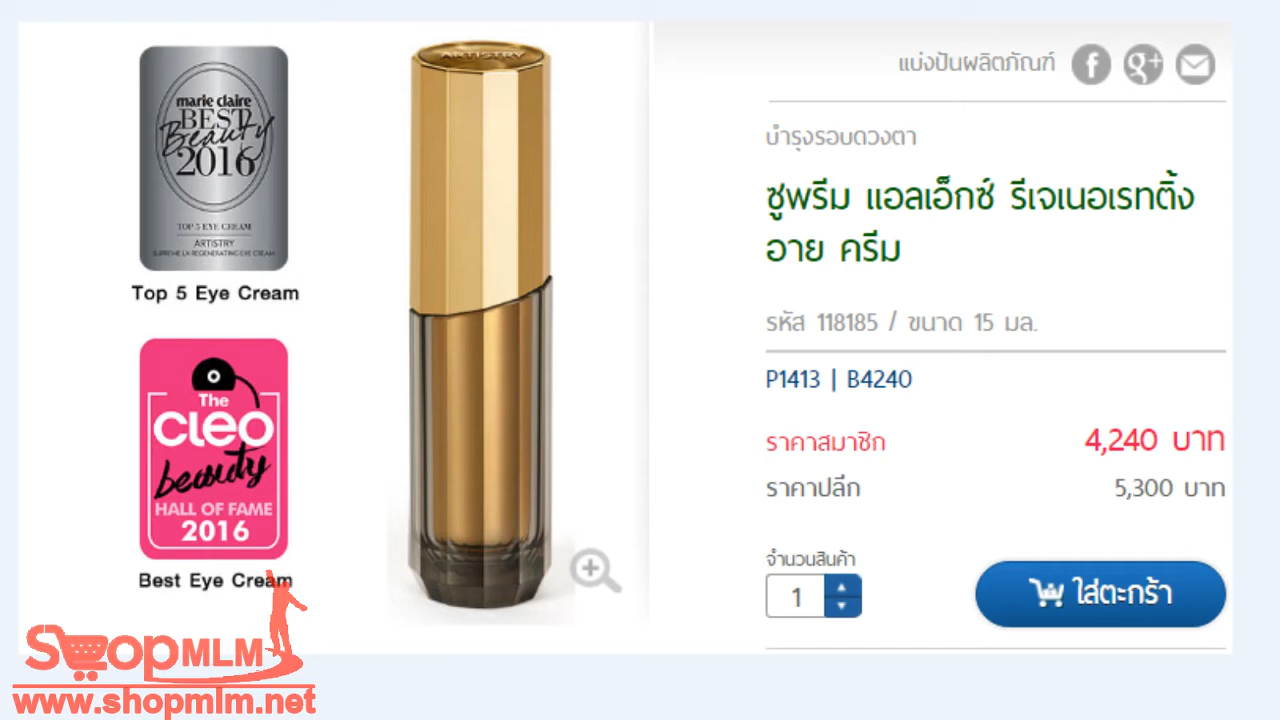 marie claire
BEST
Beauty
2016
TOP 5 EYE CREAM
ARTISTRY
SUPREME LX REGENERATING EYE CREAM
Top 5 Eye Cream
The
CLEO
beauty
HALL OF FAME
2016
Best Eye Cream
ARTISTRY
แบ่งปันผลิตภัณฑ์
บำรุงรอบดวงตา
ซูพรีม แอลเอ็กซ์ รีเจเนอเรทติ้ง
อาย ครีม
รหัส 118185 / ขนาด 15 มล.
P1413 | B4240
ราคาสมาชิก 4,240 บาท
ราคาปลีก 5,300 บาท
จำนวนสินค้า
1
ใส่ตะกร้า
ShopMLM
www.shopmlm.net